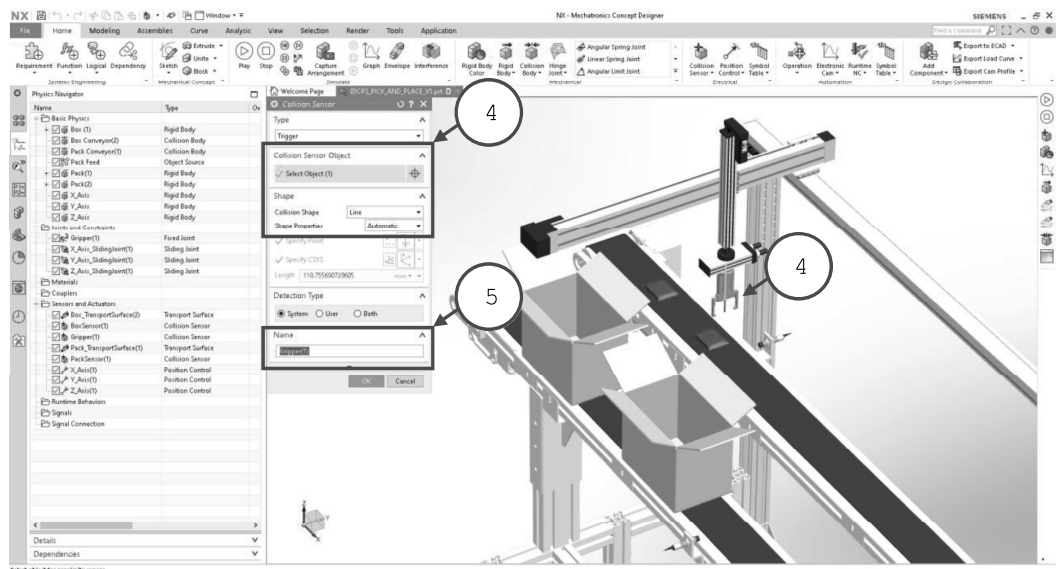 NX Window NX - Mechatronics Concept Designer SIEMENS
File Home Modeling Assemblies Curve Analysis View Selection Render Tools Application Find a Command
Requirement Function Logical Dependency
Systems Engineering
Sketch Extrude Unite Block
Mechanical Concept
Play Stop Capture Arrangement Graph Envelope Interference
Simulate
Rigid Body Color Rigid Body Collision Body Hinge Joint
Angular Spring Joint
Linear Spring Joint
Angular Limit Joint
Mechanical
Collision Sensor Position Control Symbol Table
Electrical
Operation Electronic Cam Runtime NC Symbol Table
Automation
Add Component
Export to ECAD
Export Load Curve
Export Cam Profile
Design Collaboration
Physics Navigator
Name Type
Basic Physics
Box (1) Rigid Body
Box Conveyor(2) Collision Body
Pack Conveyor(1) Collision Body
Pack Feed Object Source
Pack(1) Rigid Body
Pack(2) Rigid Body
X_Axis Rigid Body
Y_Axis Rigid Body
Z_Axis Rigid Body
Joints and Constraints
Gripper(1) Fixed Joint
X_Axis_SlidingJoint(1) Sliding Joint
Y_Axis_SlidingJoint(1) Sliding Joint
Z_Axis_SlidingJoint(1) Sliding Joint
Materials
Couplers
Sensors and Actuators
Box_TransportSurface(2) Transport Surface
BoxSensor(1) Collision Sensor
Gripper(1) Collision Sensor
Pack_TransportSurface(1) Transport Surface
PackSensor(1) Collision Sensor
X_Axis(1) Position Control
Y_Axis(1) Position Control
Z_Axis(1) Position Control
Runtime Behaviors
Signals
Signal Connection
Details
Dependencies
Welcome Page
Collision Sensor
Type
Trigger
Collision Sensor Object
Select Object (1)
Shape
Collision Shape Line
Shape Properties Automatic
Specify Point
Specify CSYS
Length 118.755690729605 mm
Detection Type
System User Both
Name
Gripper(1)
OK Cancel
4
4
5